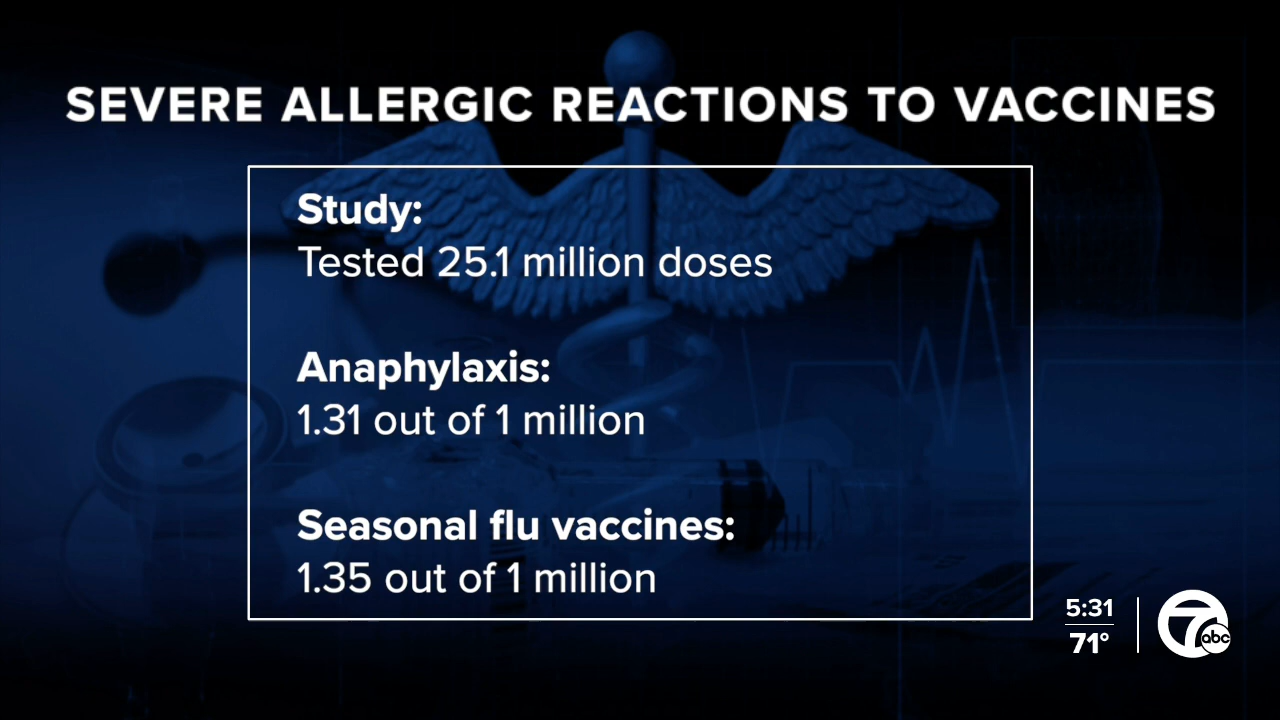 SEVERE ALLERGIC REACTIONS TO VACCINES
Study:
Tested 25.1 million doses
Anaphylaxis:
1.31 out of 1 million
Seasonal flu vaccines:
1.35 out of 1 million
5:31
71°
7
abc